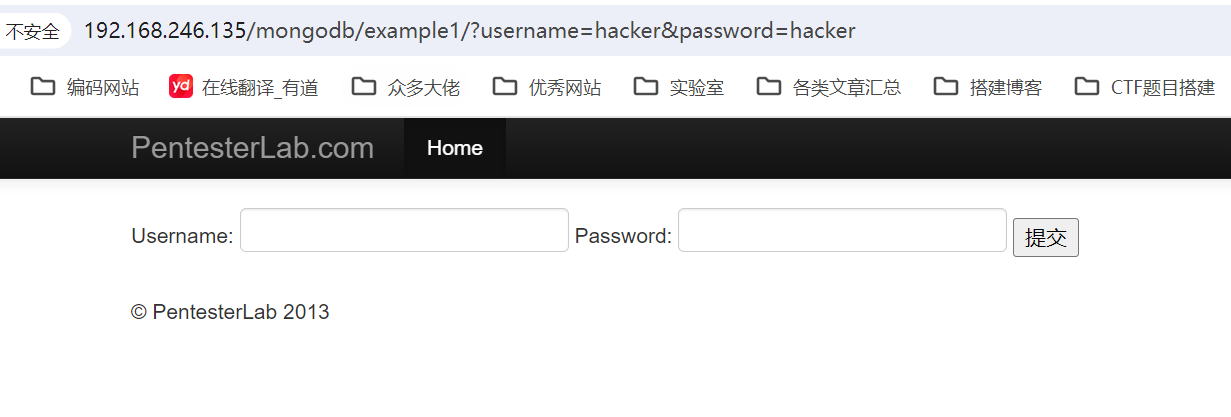 不安全 192.168.246.135/mongodb/example1/?username=hacker&password=hacker
编码网站 yd 在线翻译_有道 众多大佬 优秀网站 实验室 各类文章汇总 搭建博客 CTF题目搭建
PentesterLab.com Home
Username: Password: 提交
© PentesterLab 2013